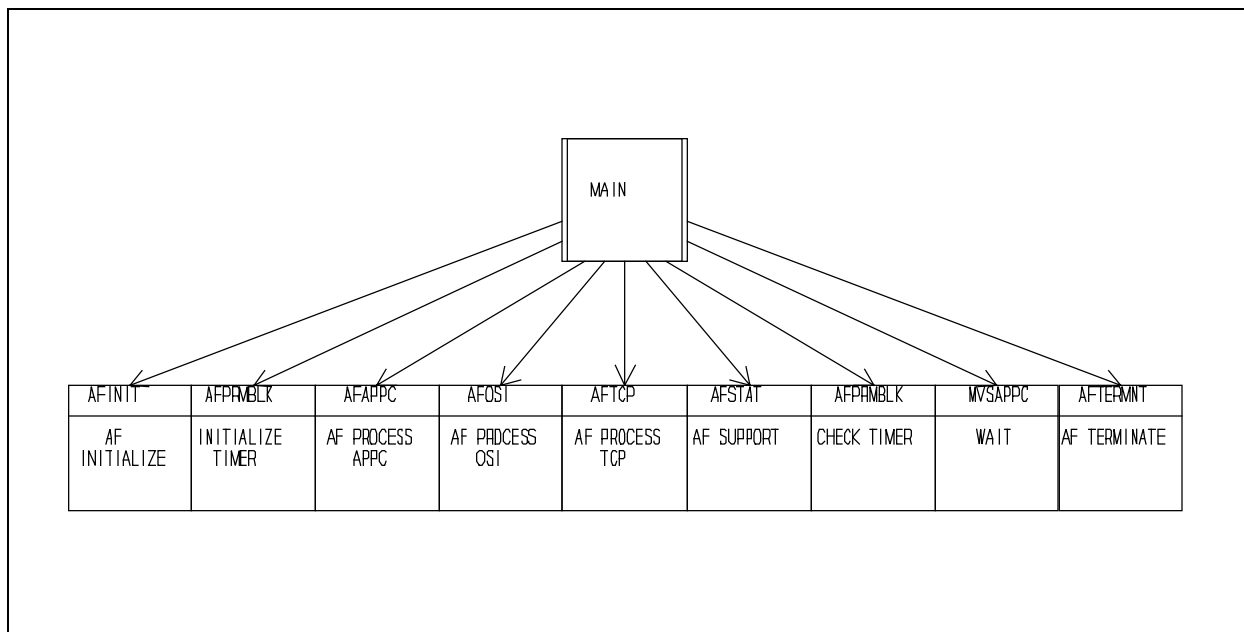 MAIN
AFINIT
AFPRMBLK
AFAPPC
AFOSI
AFTCP
AFSTAT
AFPRMBLK
MVSAPPC
AFTERMNT
AF
INITIALIZE
INITIALIZE
TIMER
AF PROCESS
APPC
AF PROCESS
OSI
AF PROCESS
TCP
AF SUPPORT
CHECK TIMER
WAIT
AF TERMINATE